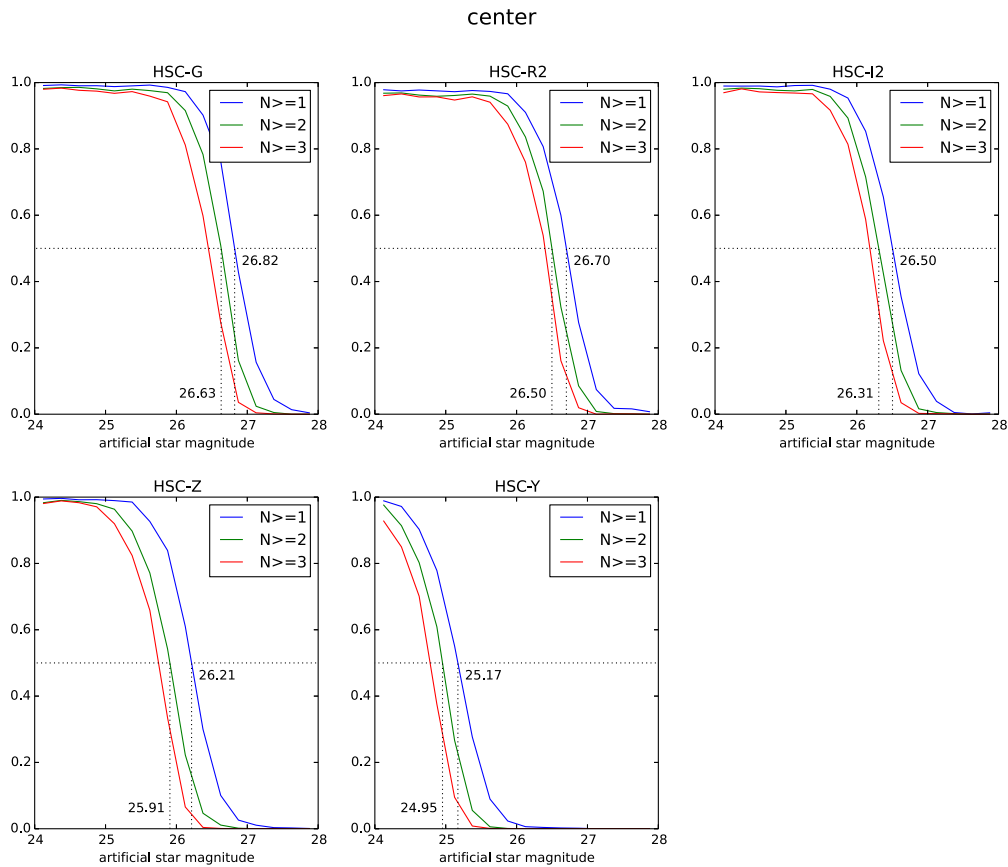 center
HSC-G
1.0
0.8
0.6
0.4
0.2
0.0
24 25 26 27 28
artificial star magnitude
N>=1
N>=2
N>=3
26.82
26.63
HSC-R2
1.0
0.8
0.6
0.4
0.2
0.0
24 25 26 27 28
artificial star magnitude
N>=1
N>=2
N>=3
26.70
26.50
HSC-I2
1.0
0.8
0.6
0.4
0.2
0.0
24 25 26 27 28
artificial star magnitude
N>=1
N>=2
N>=3
26.50
26.31
HSC-Z
1.0
0.8
0.6
0.4
0.2
0.0
24 25 26 27 28
artificial star magnitude
N>=1
N>=2
N>=3
26.21
25.91
HSC-Y
1.0
0.8
0.6
0.4
0.2
0.0
24 25 26 27 28
artificial star magnitude
N>=1
N>=2
N>=3
25.17
24.95